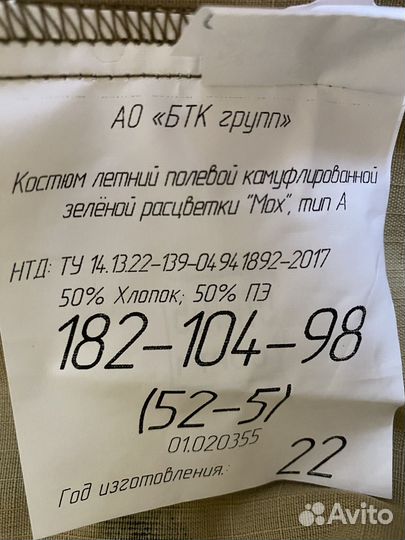 АО «БТК групп»
Костюм летний полевой камуфлированной
зелёной расцветки "Мох", тип А
НТД: ТУ 14.13.22-139-04941892-2017
50% Хлопок; 50% ПЭ
182-104-98
(52-5)
01.020355
Год изготовления.: 22
Avito